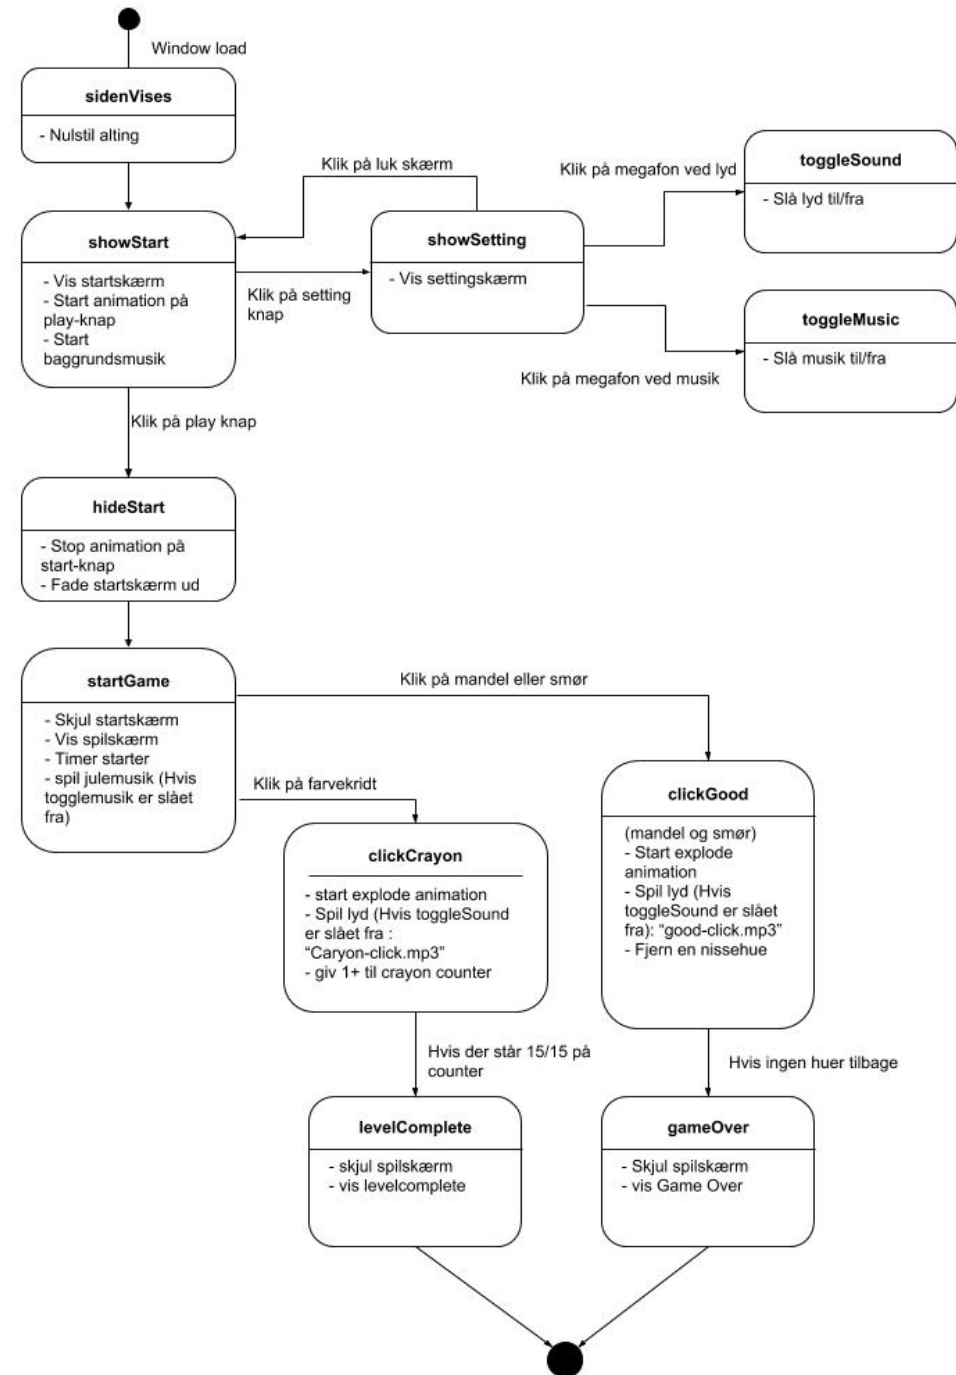 Window load
sidenVises
- Nulstil alting
Klik på luk skærm
Klik på megafon ved lyd
toggleSound
- Slå lyd til/fra
showStart
- Vis startskærm
- Start animation på
play-knap
- Start
baggrundsmusik
Klik på setting
knap
showSetting
- Vis settingskærm
toggleMusic
- Slå musik til/fra
Klik på megafon ved musik
Klik på play knap
hideStart
- Stop animation på
start-knap
- Fade startskærm ud
startGame
- Skjul startskærm
- Vis spilskærm
- Timer starter
- spil julemusik (Hvis
togglemusik er slået
fra)
Klik på mandel eller smør
Klik på farvekridt
clickCrayon
- start explode animation
- Spil lyd (Hvis toggleSound
er slået fra :
“Caryon-click.mp3”
- giv 1+ til crayon counter
clickGood
(mandel og smør)
- Start explode
animation
- Spil lyd (Hvis
toggleSound er slået
fra): “good-click.mp3”
- Fjern en nissehue
Hvis der står 15/15 på
counter
Hvis ingen huer tilbage
levelComplete
- skjul spilskærm
- vis levelcomplete
gameOver
- Skjul spilskærm
- vis Game Over